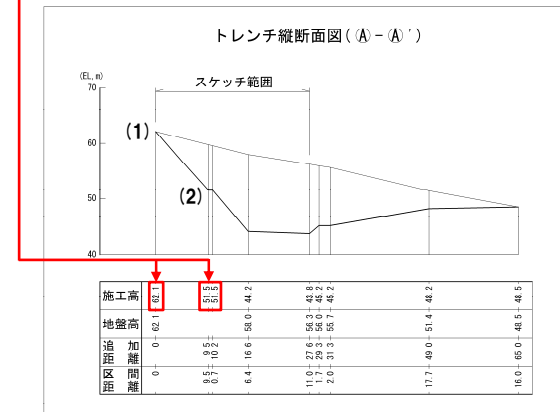 トレンチ縦断面図(Ⓐ-Ⓐ')
(EL,m)
70
スケッチ範囲
(1)
60
(2)
50
40
施工高 62.1 51.5 51.5 44.2 43.8 45.2 45.2 48.2 48.5
地盤高 62.1 58.0 56.3 56.0 55.7 51.4 48.5
追加距離 0 9.5 10.2 16.6 27.6 29.3 31.3 49.0 65.0
区間距離 0 9.5 0.7 6.4 11.0 1.7 2.0 17.7 16.0